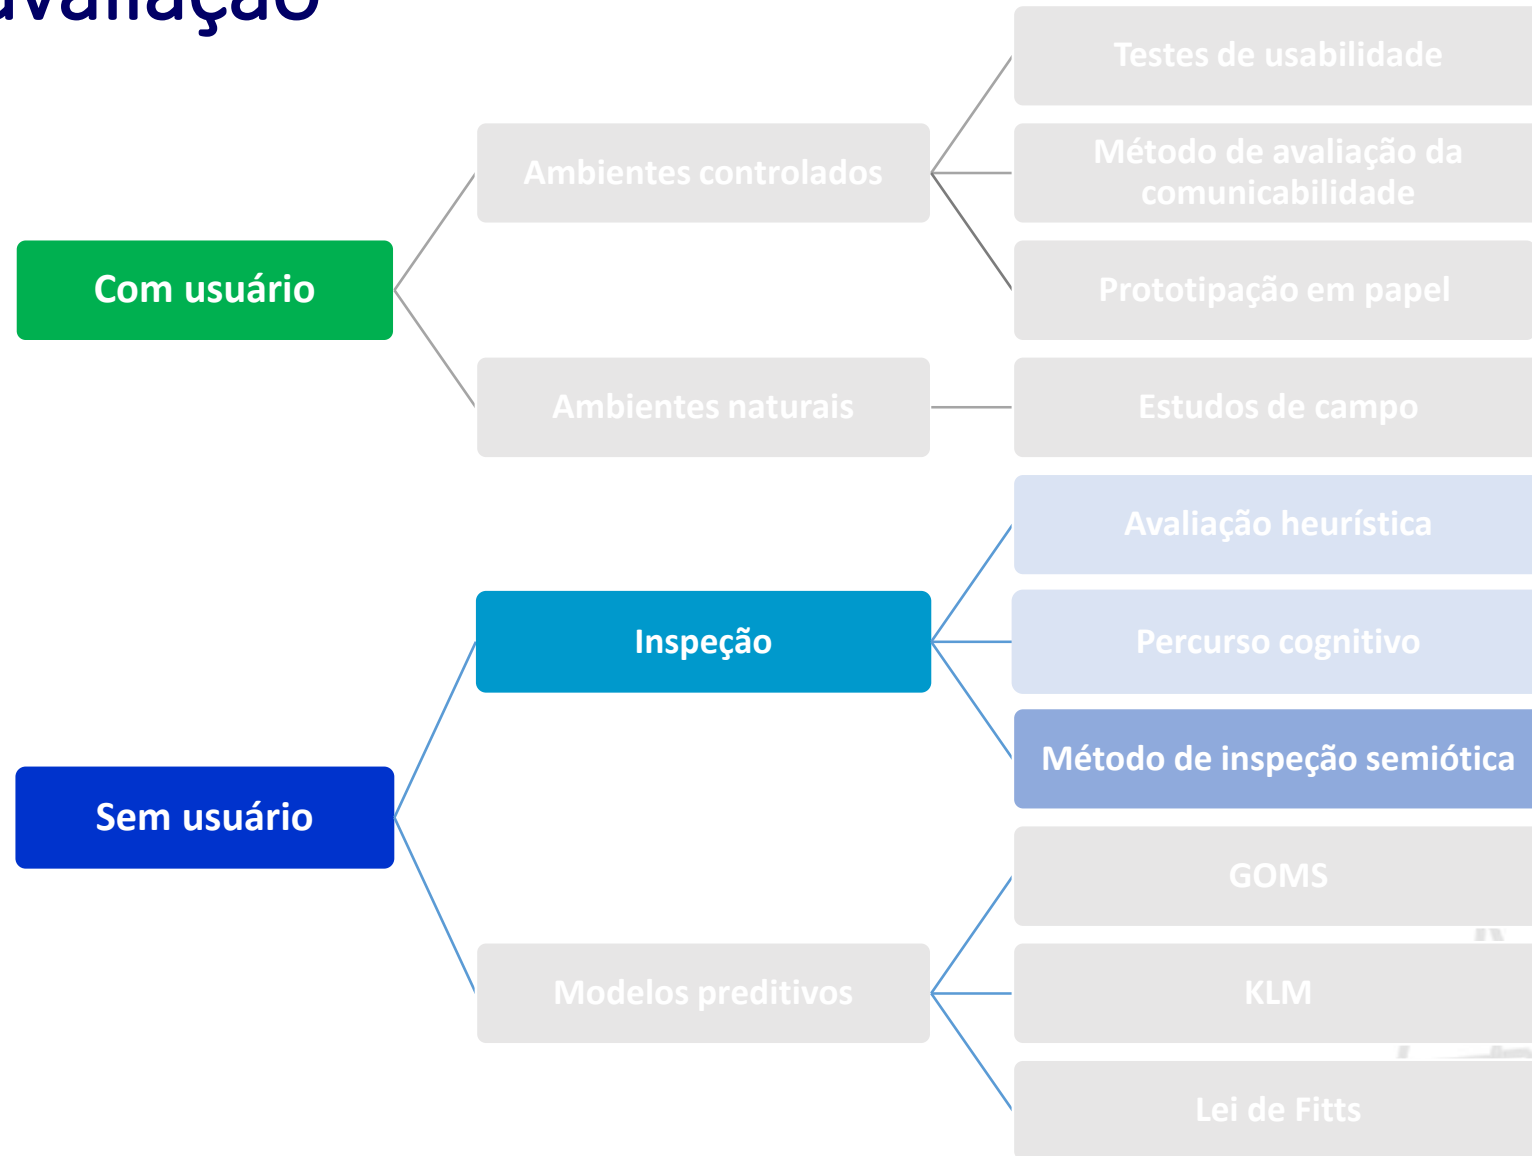 avaliação
Testes de usabilidade
Ambientes controlados
Método de avaliação da
comunicabilidade
Com usuário
Prototipação em papel
Ambientes naturais
Estudos de campo
Avaliação heurística
Inspeção
Percurso cognitivo
Método de inspeção semiótica
Sem usuário
GOMS
Modelos preditivos
KLM
Lei de Fitts